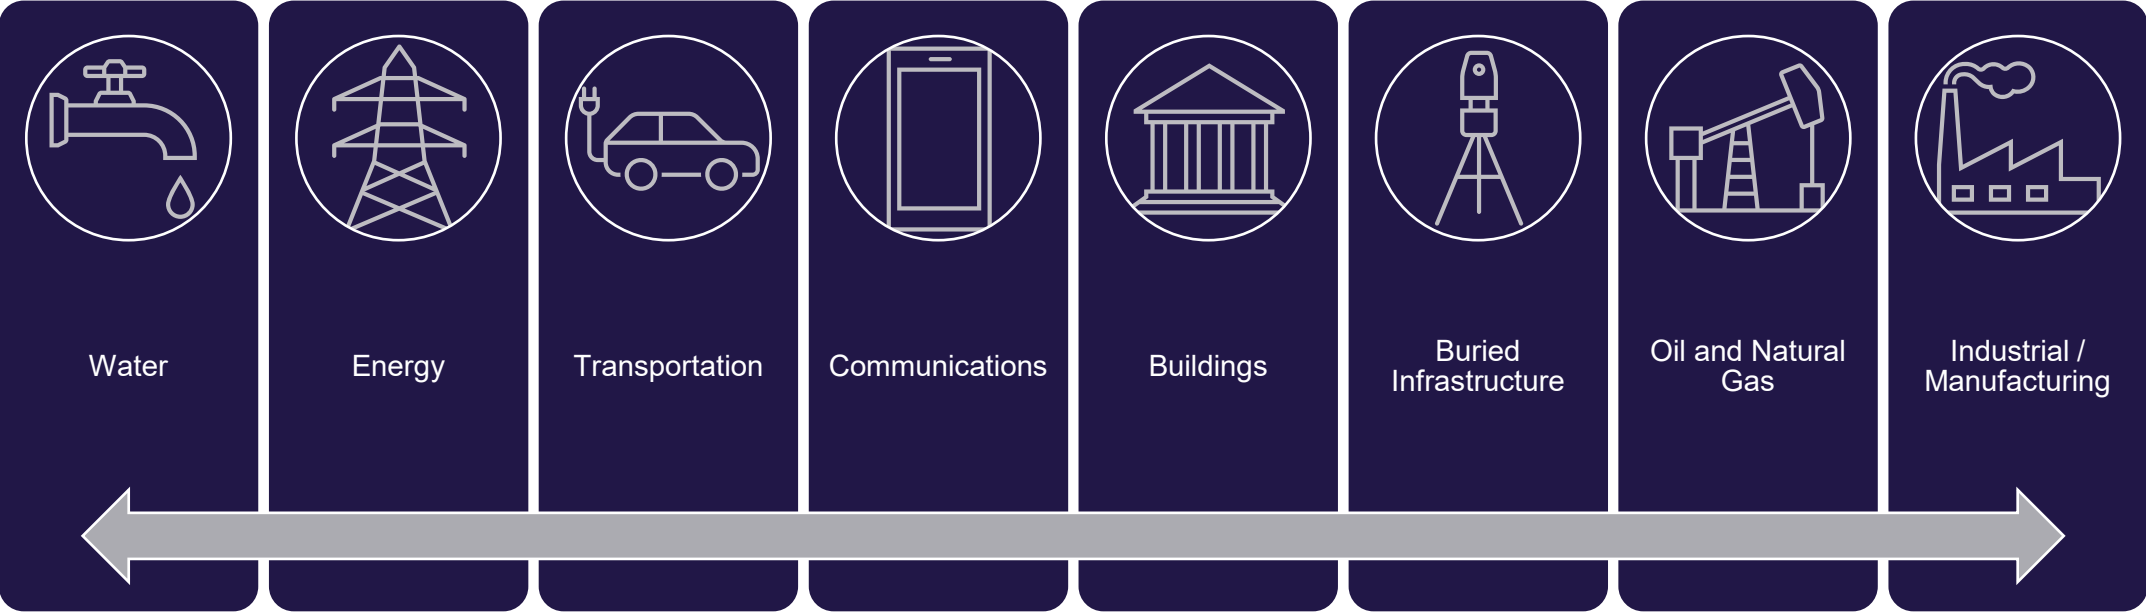 Water
Energy
Transportation
Communications
Buildings
Buried
Infrastructure
Oil and Natural
Gas
Industrial /
Manufacturing